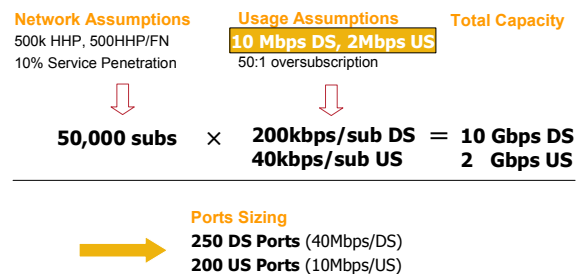 Network Assumptions
500k HHP, 500HHP/FN
10% Service Penetration
Usage Assumptions
10 Mbps DS, 2Mbps US
50:1 oversubscription
Total Capacity
50,000 subs × 200kbps/sub DS = 10 Gbps DS
40kbps/sub US 2 Gbps US
Ports Sizing
250 DS Ports (40Mbps/DS)
200 US Ports (10Mbps/US)